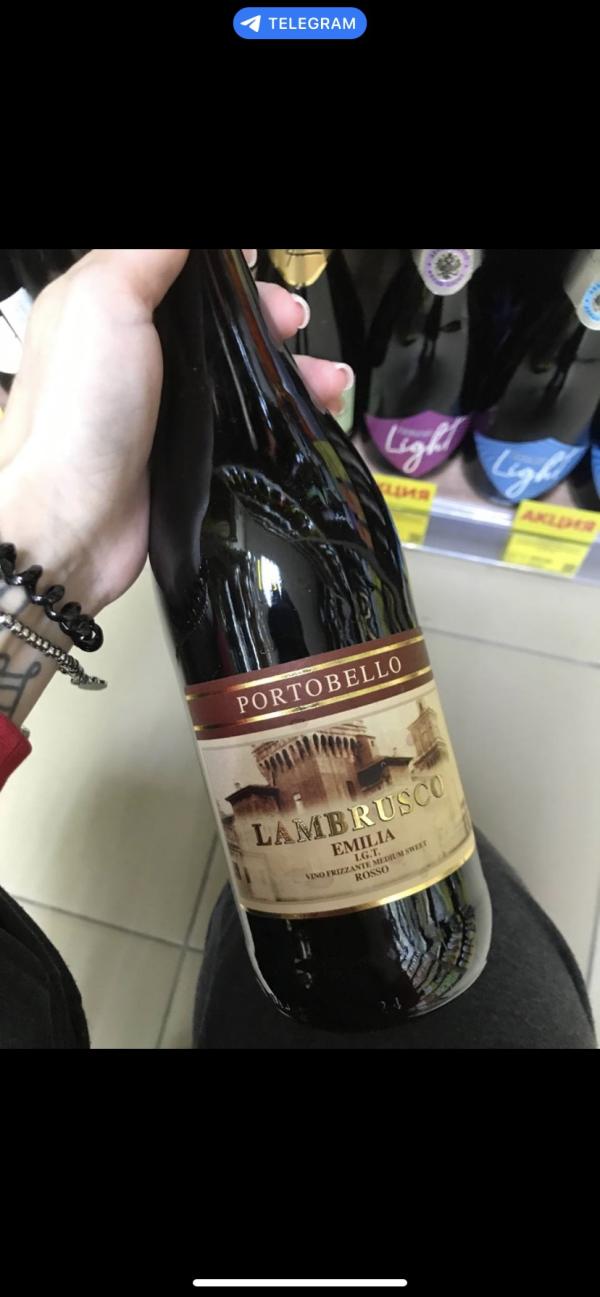 TELEGRAM
Light
Light
АКЦИЯ
АКЦИЯ
PORTOBELLO
LAMBRUSCO
EMILIA
I.G.T.
VINO FRIZZANTE MEDIUM SWEET
ROSSO